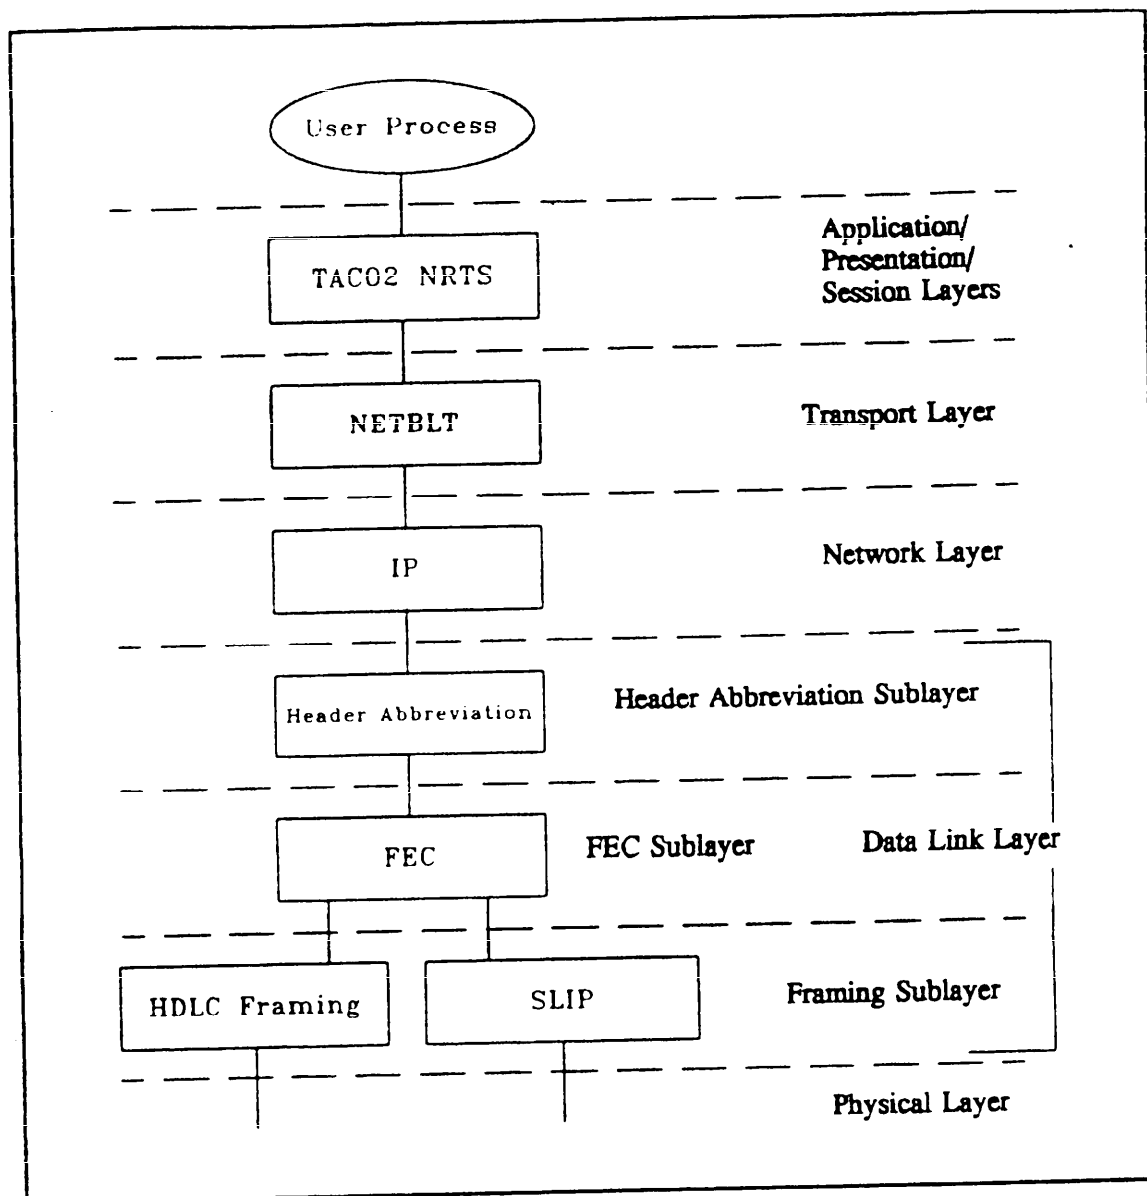 User Process
Application/
Presentation/
Session Layers
TACO2 NRTS
NETBLT
Transport Layer
IP
Network Layer
Header Abbreviation
Header Abbreviation Sublayer
FEC
FEC Sublayer
Data Link Layer
HDLC Framing
SLIP
Framing Sublayer
Physical Layer